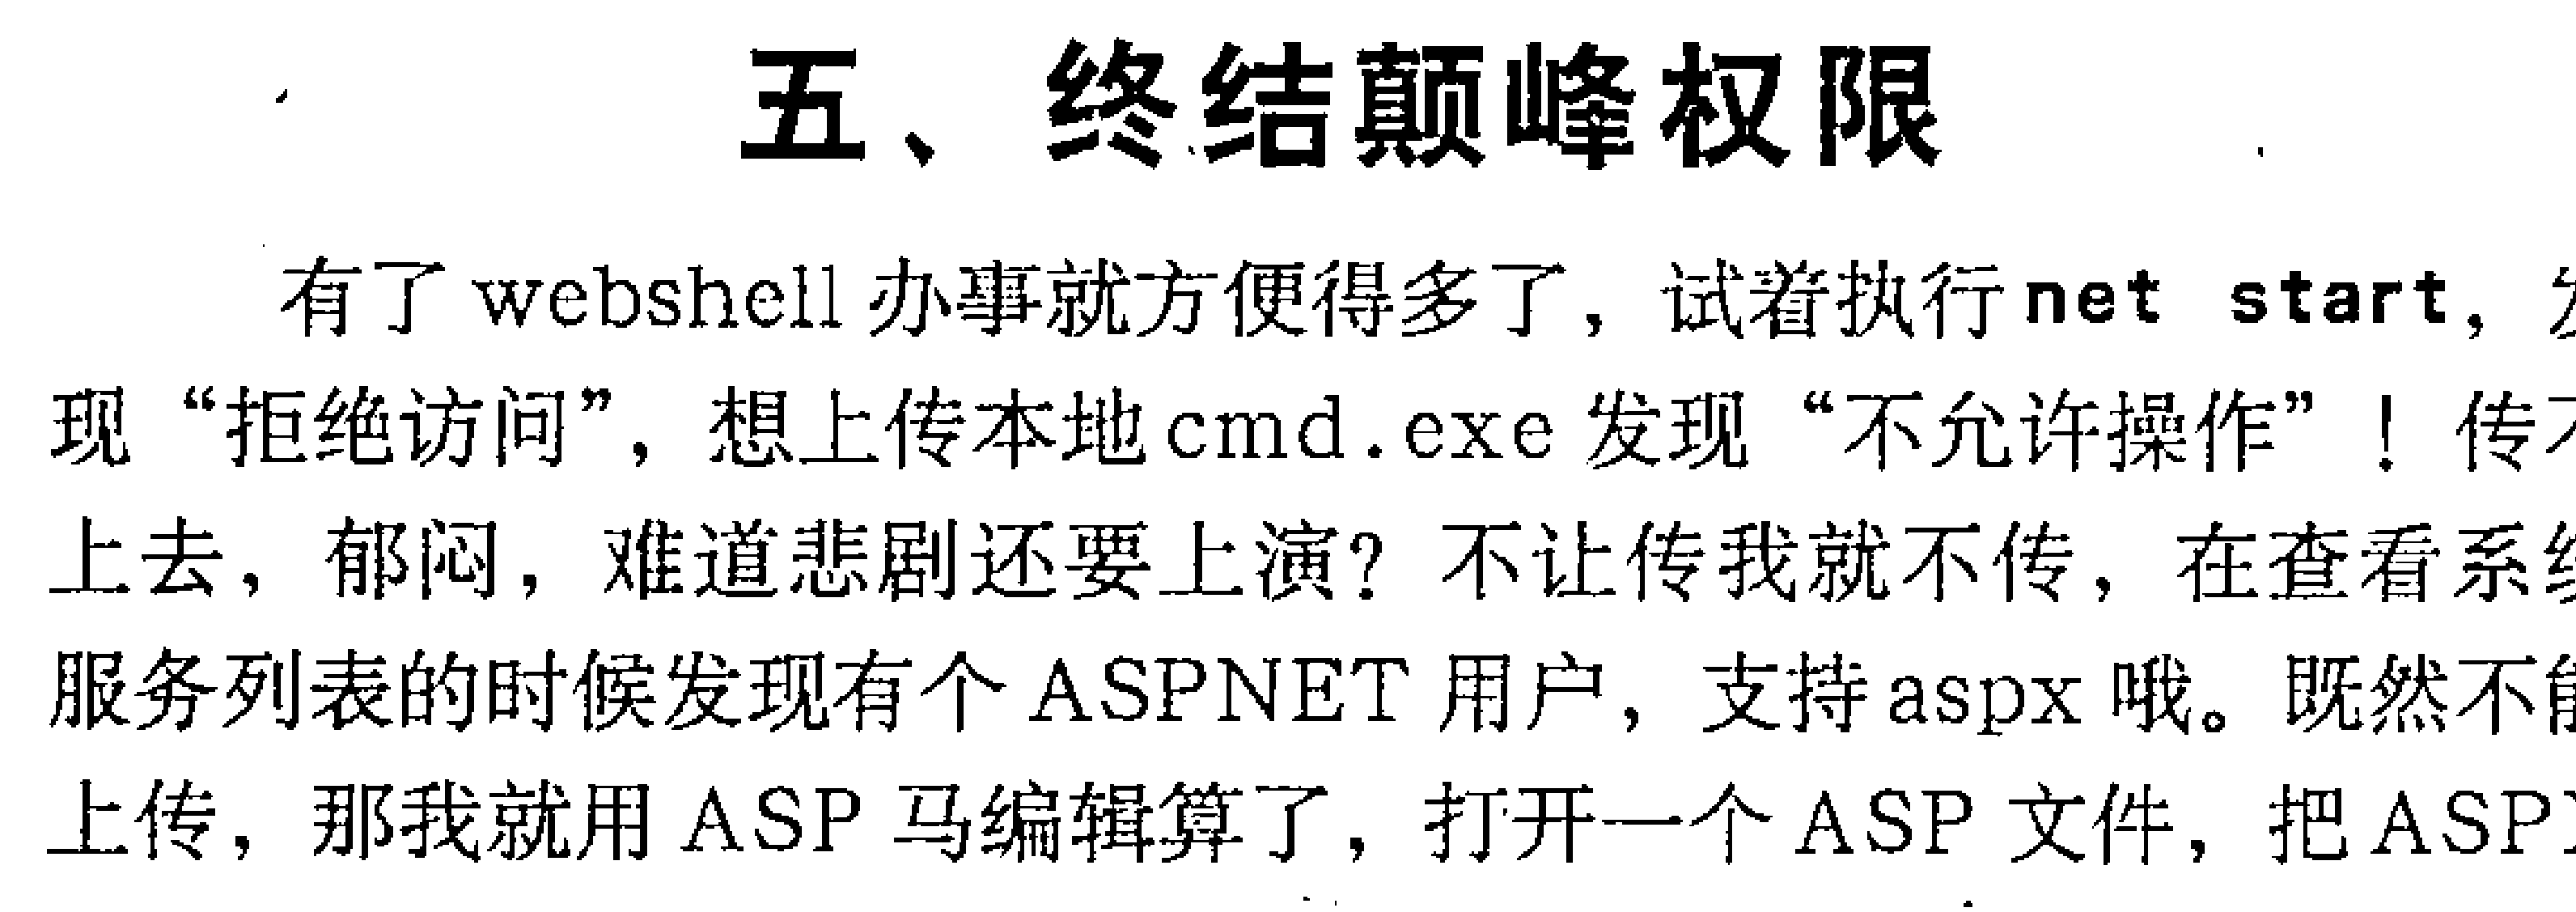 五、终结颠峰权限
有了webshell办事就方便得多了，试着执行net start，发
现“拒绝访问”，想上传本地cmd.exe发现“不允许操作”！传不
上去，郁闷，难道悲剧还要上演？不让传我就不传，在查看系统
服务列表的时候发现有个ASPNET用户，支持aspx哦。既然不能
上传，那我就用ASP马编辑算了，打开一个ASP文件，把ASPX